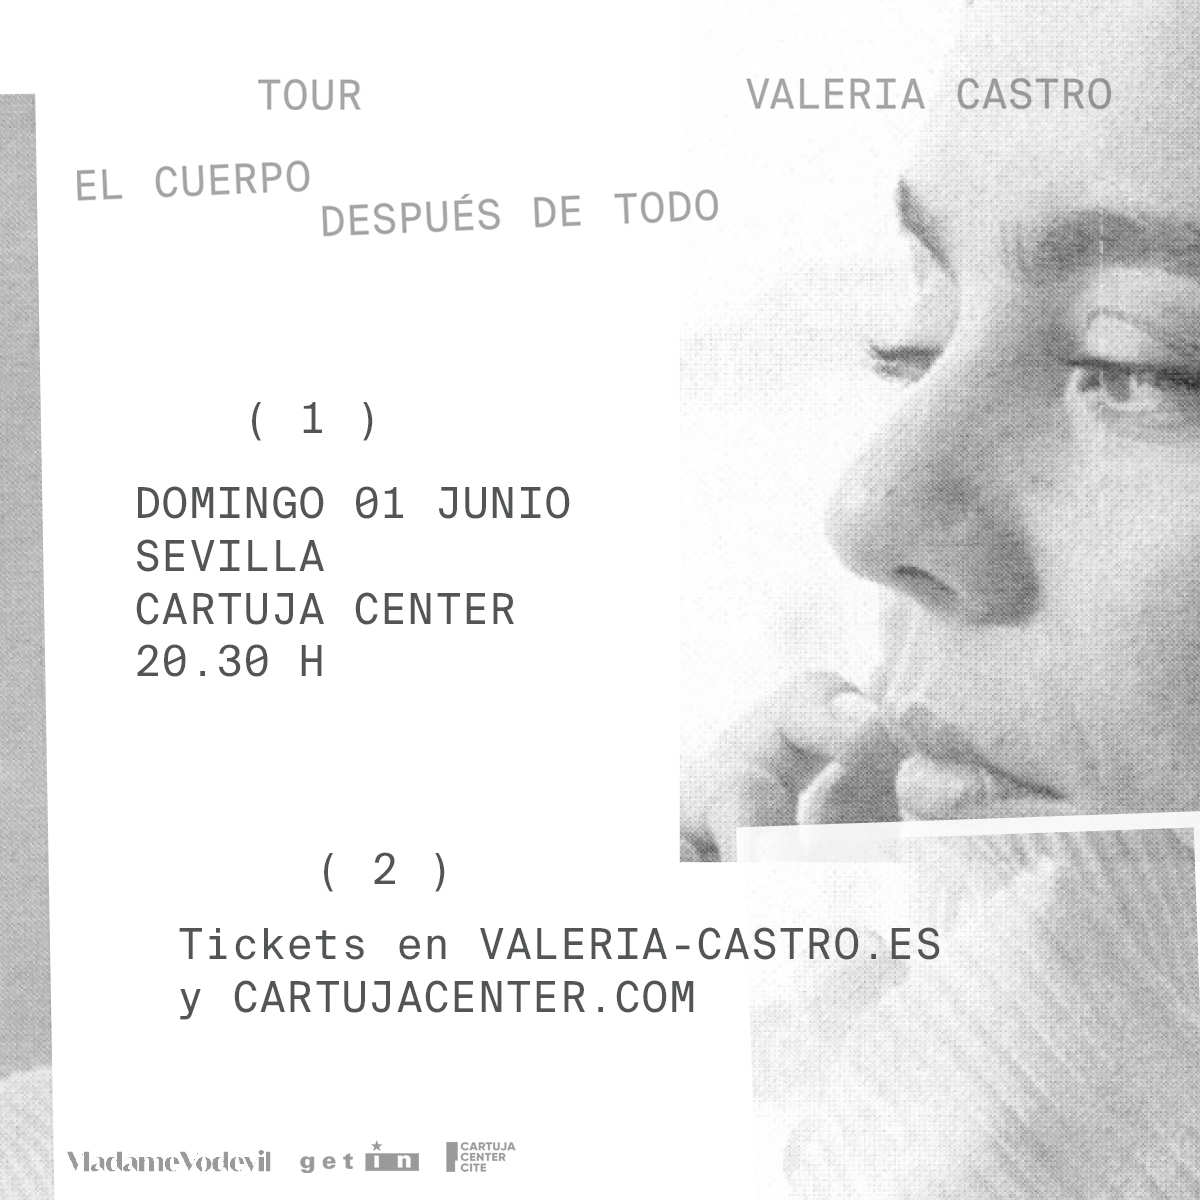 TOUR
VALERIA CASTRO
EL CUERPO
DESPUÉS DE TODO
( 1 )
DOMINGO 01 JUNIO
SEVILLA
CARTUJA CENTER
20.30 H
( 2 )
Tickets en VALERIA-CASTRO.ES
y CARTUJACENTER.COM
MadameVodevil
get in
CARTUJA
CENTER
CITE